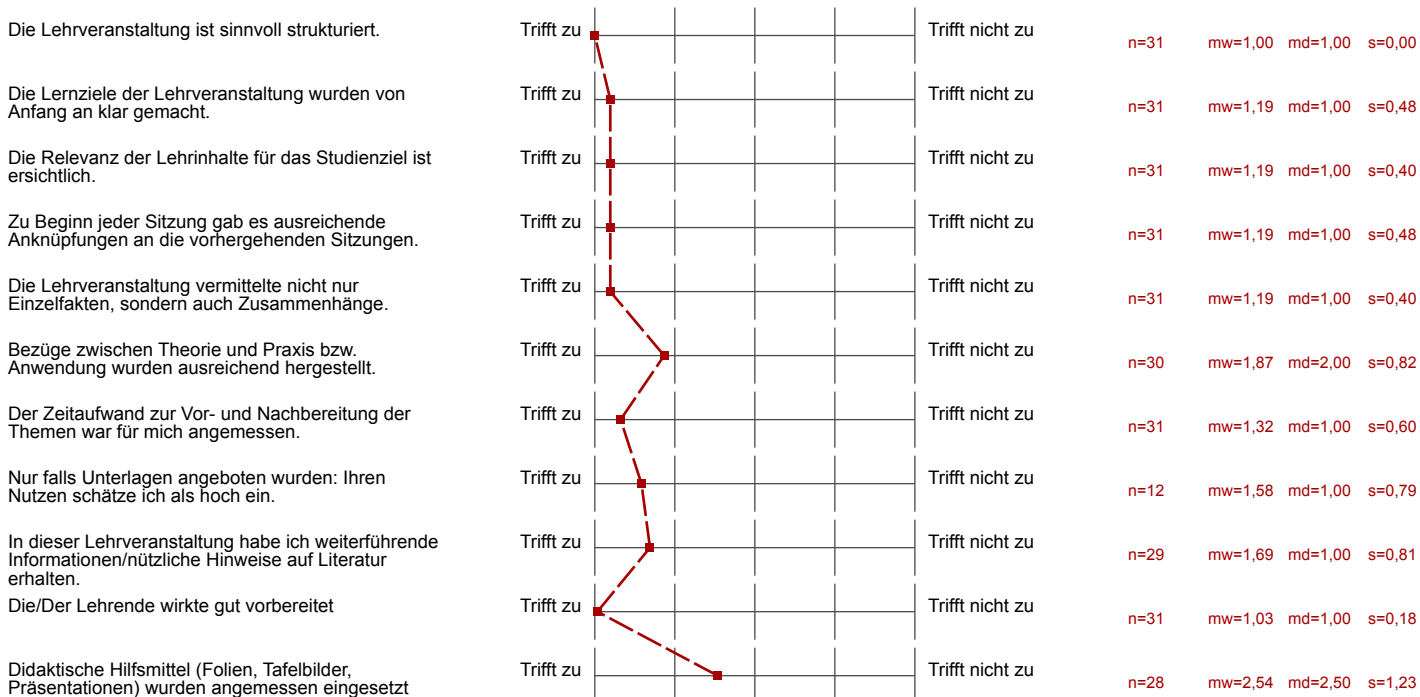 Die Lehrveranstaltung ist sinnvoll strukturiert.
Trifft zu
Trifft nicht zu
n=31 mw=1,00 md=1,00 s=0,00
Die Lernziele der Lehrveranstaltung wurden von
Anfang an klar gemacht.
Trifft zu
Trifft nicht zu
n=31 mw=1,19 md=1,00 s=0,48
Die Relevanz der Lehrinhalte für das Studienziel ist
ersichtlich.
Trifft zu
Trifft nicht zu
n=31 mw=1,19 md=1,00 s=0,40
Zu Beginn jeder Sitzung gab es ausreichende
Anknüpfungen an die vorhergehenden Sitzungen.
Trifft zu
Trifft nicht zu
n=31 mw=1,19 md=1,00 s=0,48
Die Lehrveranstaltung vermittelte nicht nur
Einzelfakten, sondern auch Zusammenhänge.
Trifft zu
Trifft nicht zu
n=31 mw=1,19 md=1,00 s=0,40
Bezüge zwischen Theorie und Praxis bzw.
Anwendung wurden ausreichend hergestellt.
Trifft zu
Trifft nicht zu
n=30 mw=1,87 md=2,00 s=0,82
Der Zeitaufwand zur Vor- und Nachbereitung der
Themen war für mich angemessen.
Trifft zu
Trifft nicht zu
n=31 mw=1,32 md=1,00 s=0,60
Nur falls Unterlagen angeboten wurden: Ihren
Nutzen schätze ich als hoch ein.
Trifft zu
Trifft nicht zu
n=12 mw=1,58 md=1,00 s=0,79
In dieser Lehrveranstaltung habe ich weiterführende
Informationen/nützliche Hinweise auf Literatur
erhalten.
Trifft zu
Trifft nicht zu
n=29 mw=1,69 md=1,00 s=0,81
Die/Der Lehrende wirkte gut vorbereitet
Trifft zu
Trifft nicht zu
n=31 mw=1,03 md=1,00 s=0,18
Didaktische Hilfsmittel (Folien, Tafelbilder,
Präsentationen) wurden angemessen eingesetzt
Trifft zu
Trifft nicht zu
n=28 mw=2,54 md=2,50 s=1,23